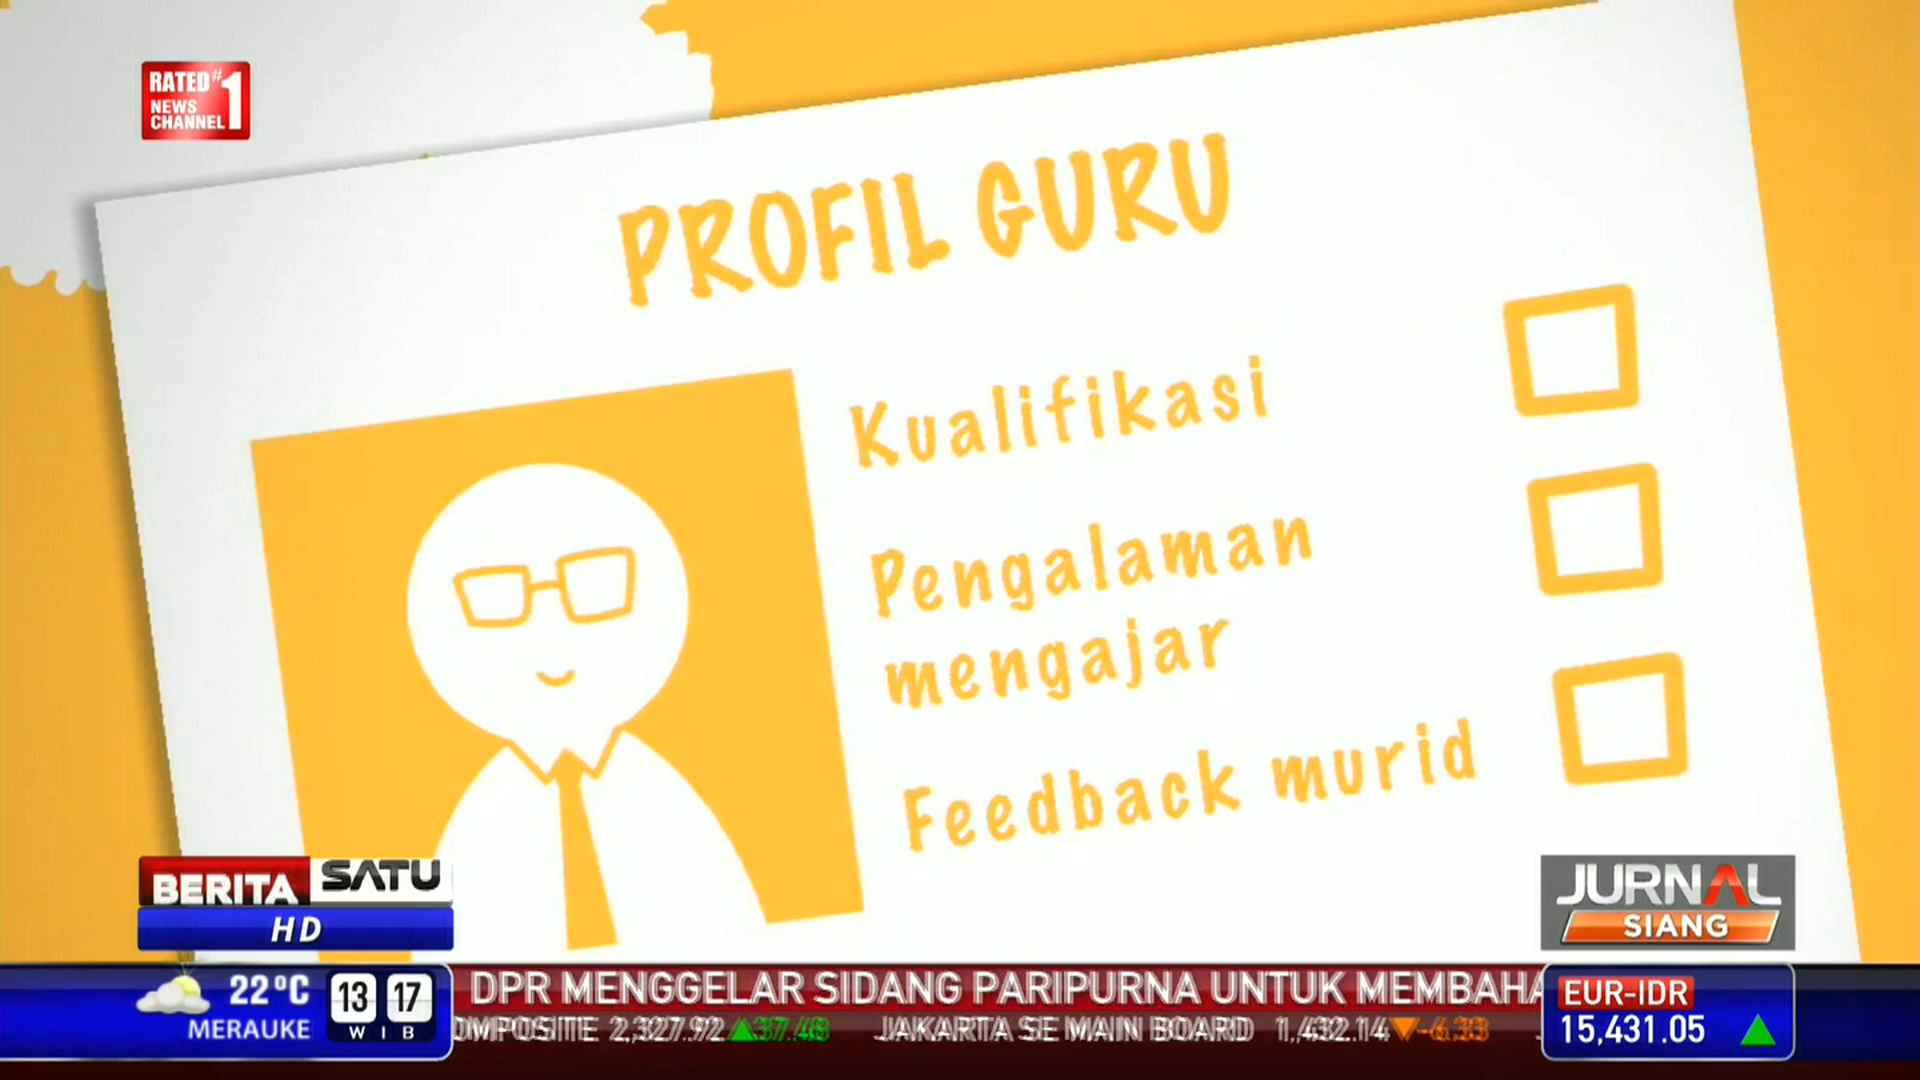 RATED #1
NEWS
CHANNEL
PROFIL GURU
Kualifikasi
Pengalaman
mengajar
Feedback murid
BERITA SATU
HD
JURNAL
SIANG
22°C
MERAUKE
13 17
WIB
DPR MENGGELAR SIDANG PARIPURNA UNTUK MEMBAHA
OMPOSITE 2,327.92 ▲37.48 JAKARTA SE MAIN BOARD 1,432.14 ▼-6.33
EUR-IDR
15,431.05 ▲